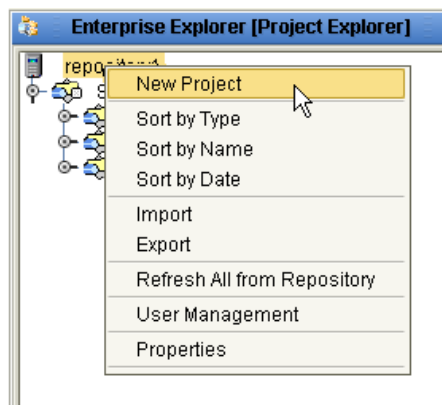 Enterprise Explorer [Project Explorer]
New Project
Sort by Type
Sort by Name
Sort by Date
Import
Export
Refresh All from Repository
User Management
Properties